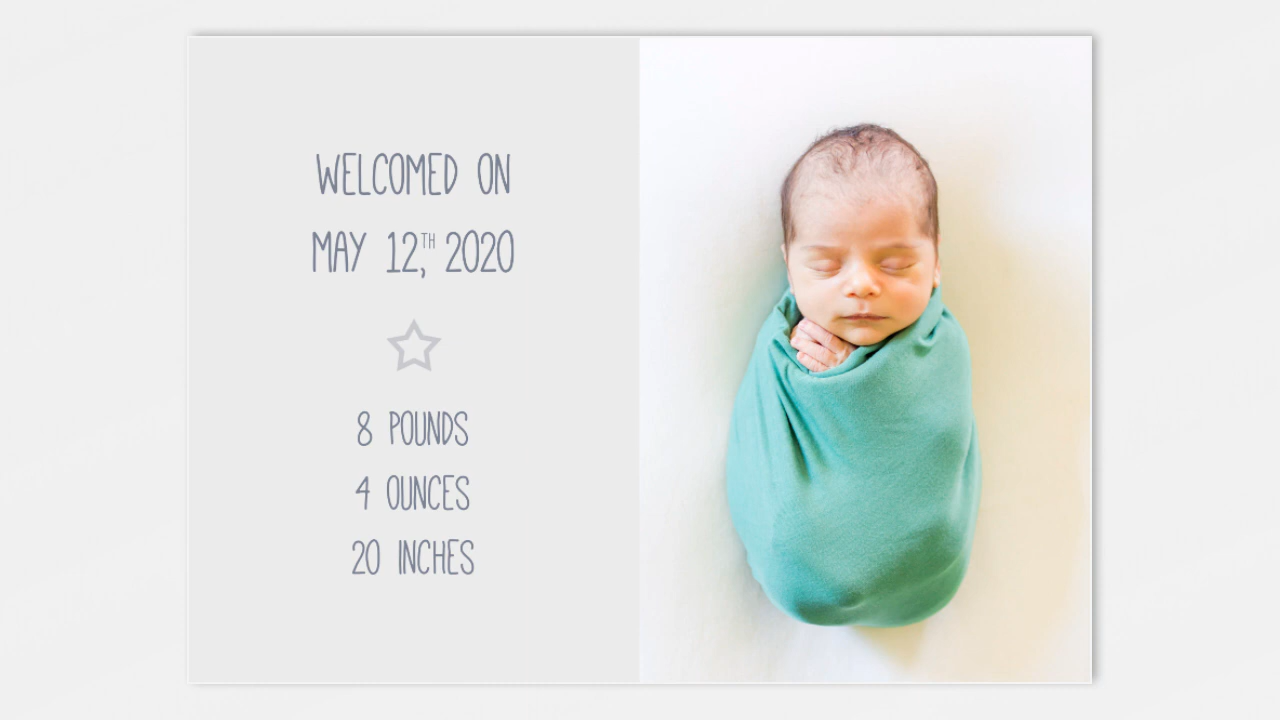 WELCOMED ON
MAY 12TH, 2020
8 POUNDS
4 OUNCES
20 INCHES